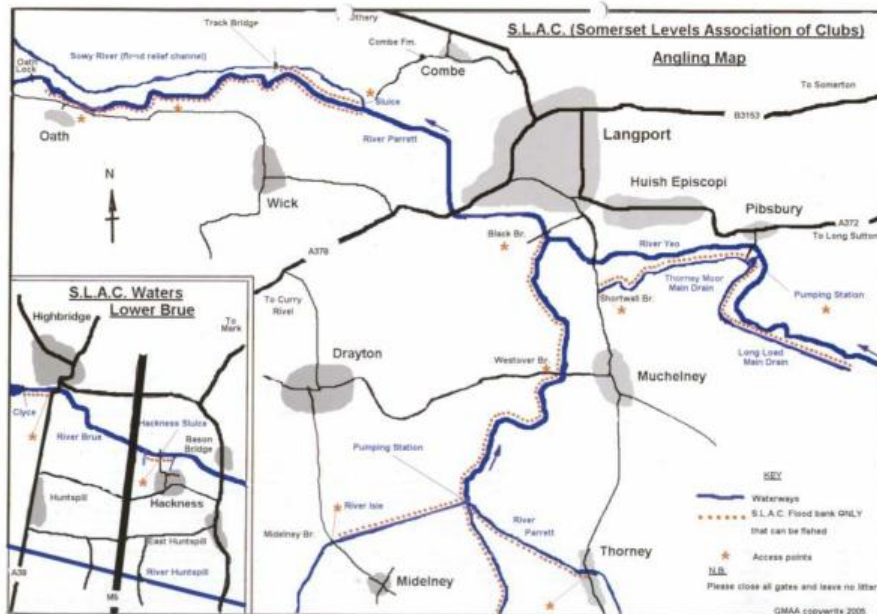 S.L.A.C. (Somerset Levels Association of Clubs)
Angling Map
Track Bridge
Othery
Combe Fm.
Combe
Sowy River (flood relief channel)
Oath
Lock
Sluice
To Somerton
B3153
Oath
River Parrett
Langport
N
Wick
Huish Episcopi
Pibsbury
A372
To Long Sutton
A378
Black Br.
River Yeo
Thorney Moor
Main Drain
Pumping Station
Shortwall Br.
Long Load
Main Drain
To Curry
Rivel
Drayton
Westover Br.
Muchelney
Pumping Station
River Isle
Midelney Br.
River
Parrett
Midelney
Thorney
S.L.A.C. Waters
Lower Brue
Highbridge
To
Mark
Clyce
Hackness Sluice
River Brue
Bason
Bridge
Huntspill
Hackness
East Huntspill
River Huntspill
A38
M5
KEY
Waterways
S.L.A.C. Flood bank ONLY
that can be fished
Access points
N.B.
Please close all gates and leave no litter
GMAA copywrite 2005